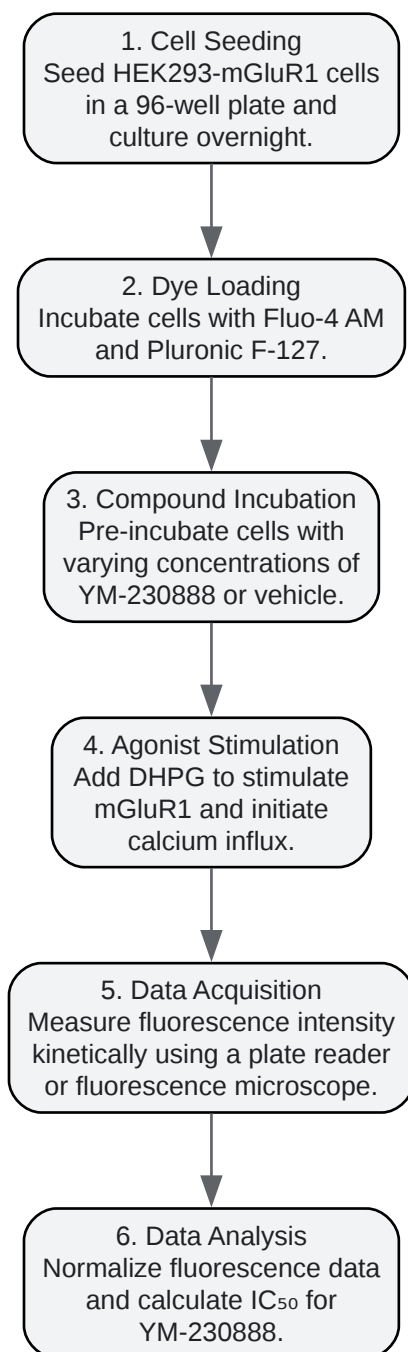 1. Cell Seeding
Seed HEK293-mGluR1 cells
in a 96-well plate and
culture overnight.
2. Dye Loading
Incubate cells with Fluo-4 AM
and Pluronic F-127.
3. Compound Incubation
Pre-incubate cells with
varying concentrations of
YM-230888 or vehicle.
4. Agonist Stimulation
Add DHPG to stimulate
mGluR1 and initiate
calcium influx.
5. Data Acquisition
Measure fluorescence intensity
kinetically using a plate reader
or fluorescence microscope.
6. Data Analysis
Normalize fluorescence data
and calculate IC₅₀ for
YM-230888.